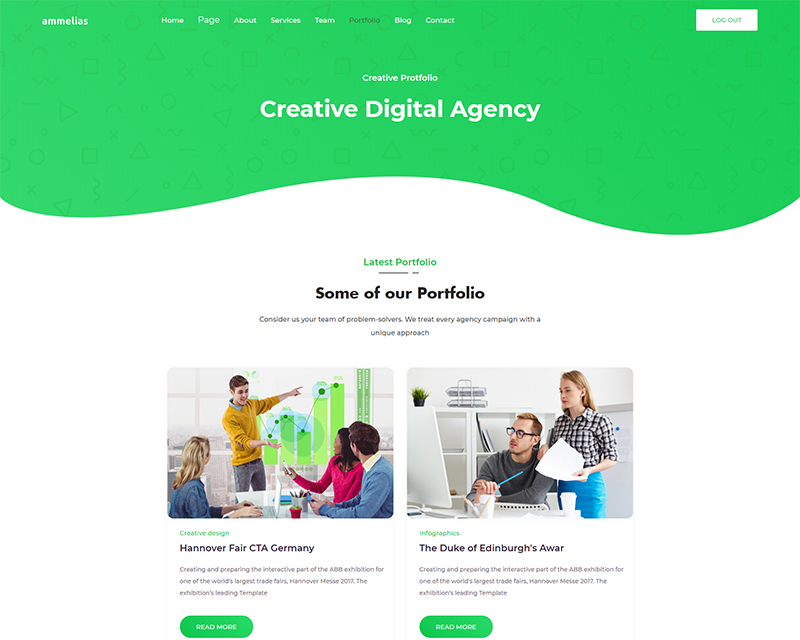 ammelias
Home Page About Services Team Portfolio Blog Contact
LOG OUT
Creative Protfolio
Creative Digital Agency
Latest Portfolio
Some of our Portfolio
Consider us your team of problem-solvers. We treat every agency campaign with a
unique approach
Creative design
Hannover Fair CTA Germany
Creating and preparing the interactive part of the ABB exhibition for
one of the world's largest trade fairs, Hannover Messe 2017. The
exhibition's leading Template
READ MORE
Infographics
The Duke of Edinburgh's Awar
Creating and preparing the interactive part of the ABB exhibition for
one of the world's largest trade fairs, Hannover Messe 2017. The
exhibition's leading Template
READ MORE